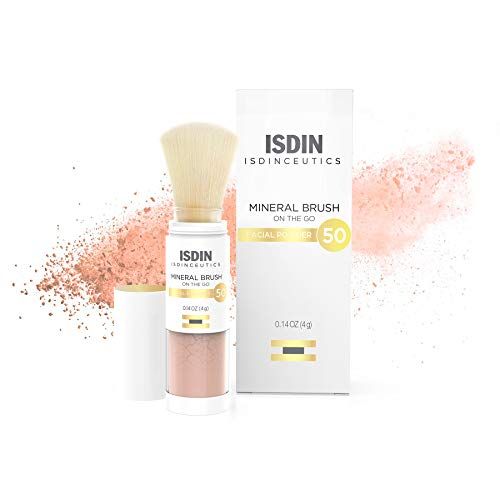 ISDIN
ISDINCEUTICS
MINERAL BRUSH
ON THE GO
FACIAL POWDER 50
0.14 OZ (4g)
ISDIN
ISDINCEUTICS
MINERAL BRUSH
ON THE GO
50
0.14 OZ (4g)